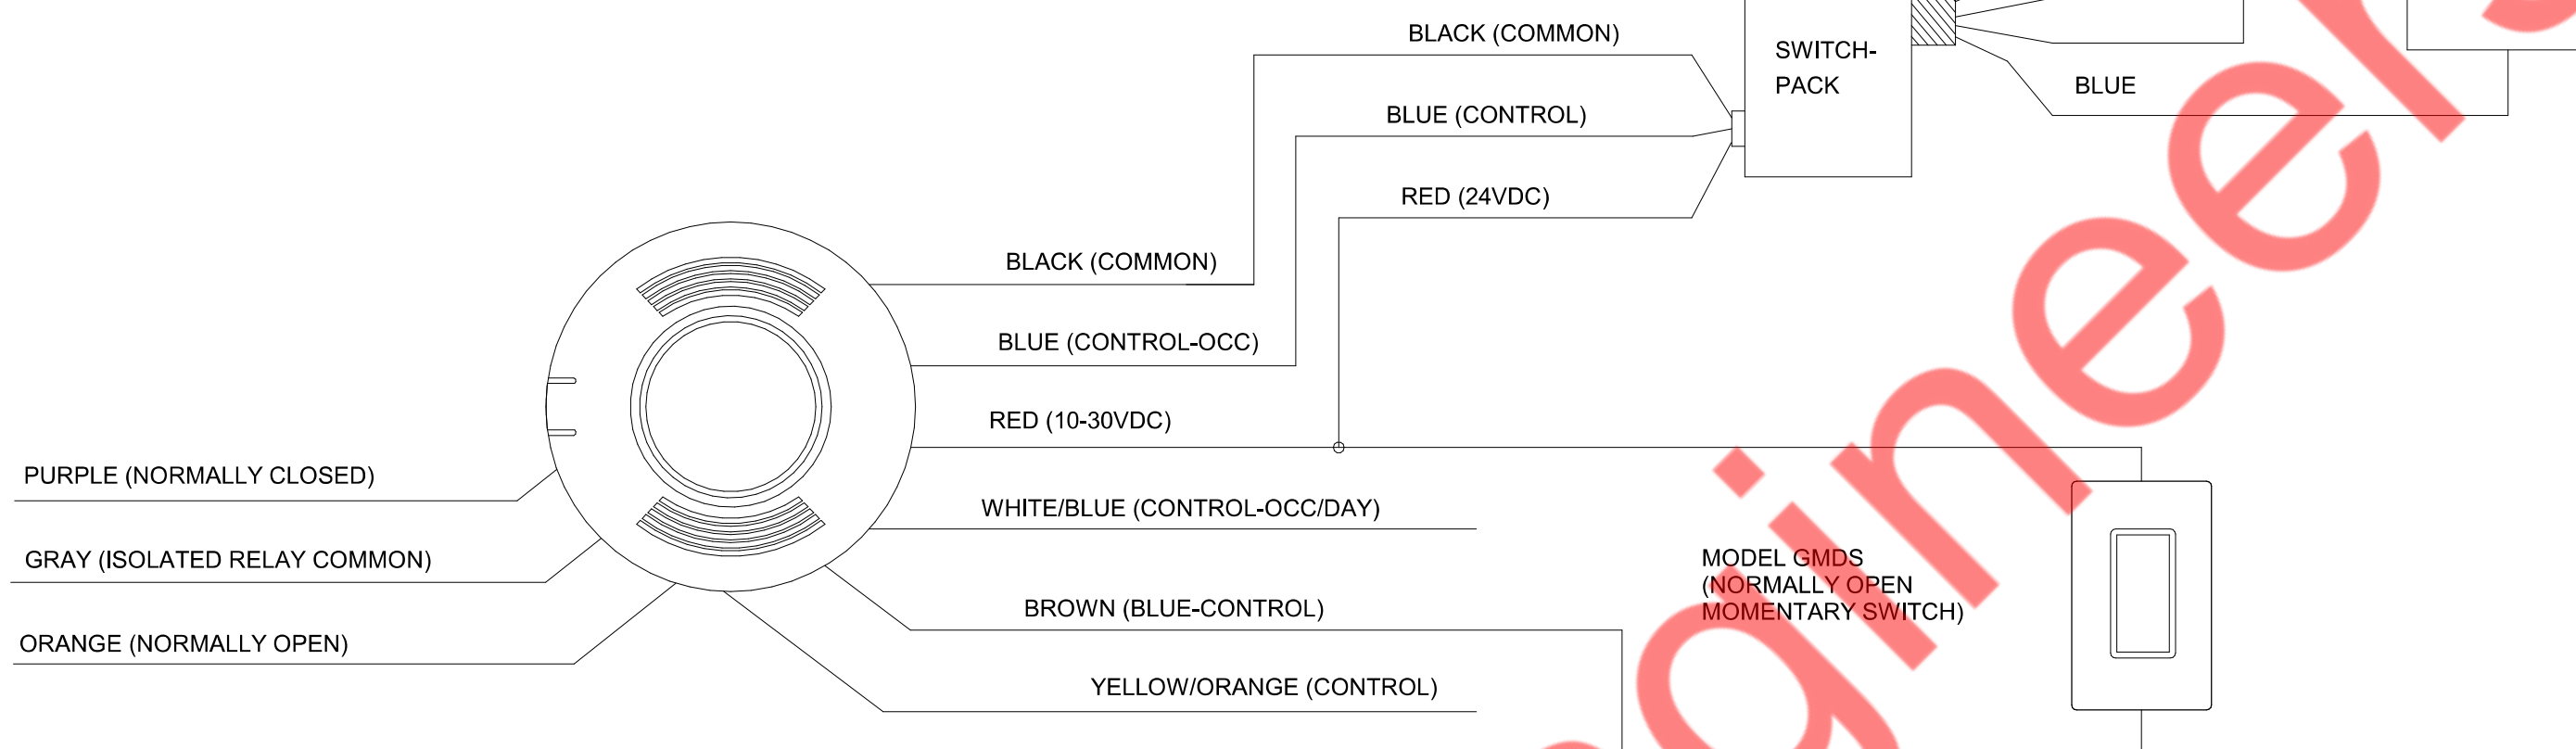 BLACK (COMMON)
SWITCH-
PACK
BLUE
BLUE (CONTROL)
RED (24VDC)
BLACK (COMMON)
BLUE (CONTROL-OCC)
RED (10-30VDC)
PURPLE (NORMALLY CLOSED)
WHITE/BLUE (CONTROL-OCC/DAY)
GRAY (ISOLATED RELAY COMMON)
MODEL GMDS
(NORMALLY OPEN
MOMENTARY SWITCH)
BROWN (BLUE-CONTROL)
ORANGE (NORMALLY OPEN)
YELLOW/ORANGE (CONTROL)
gineers